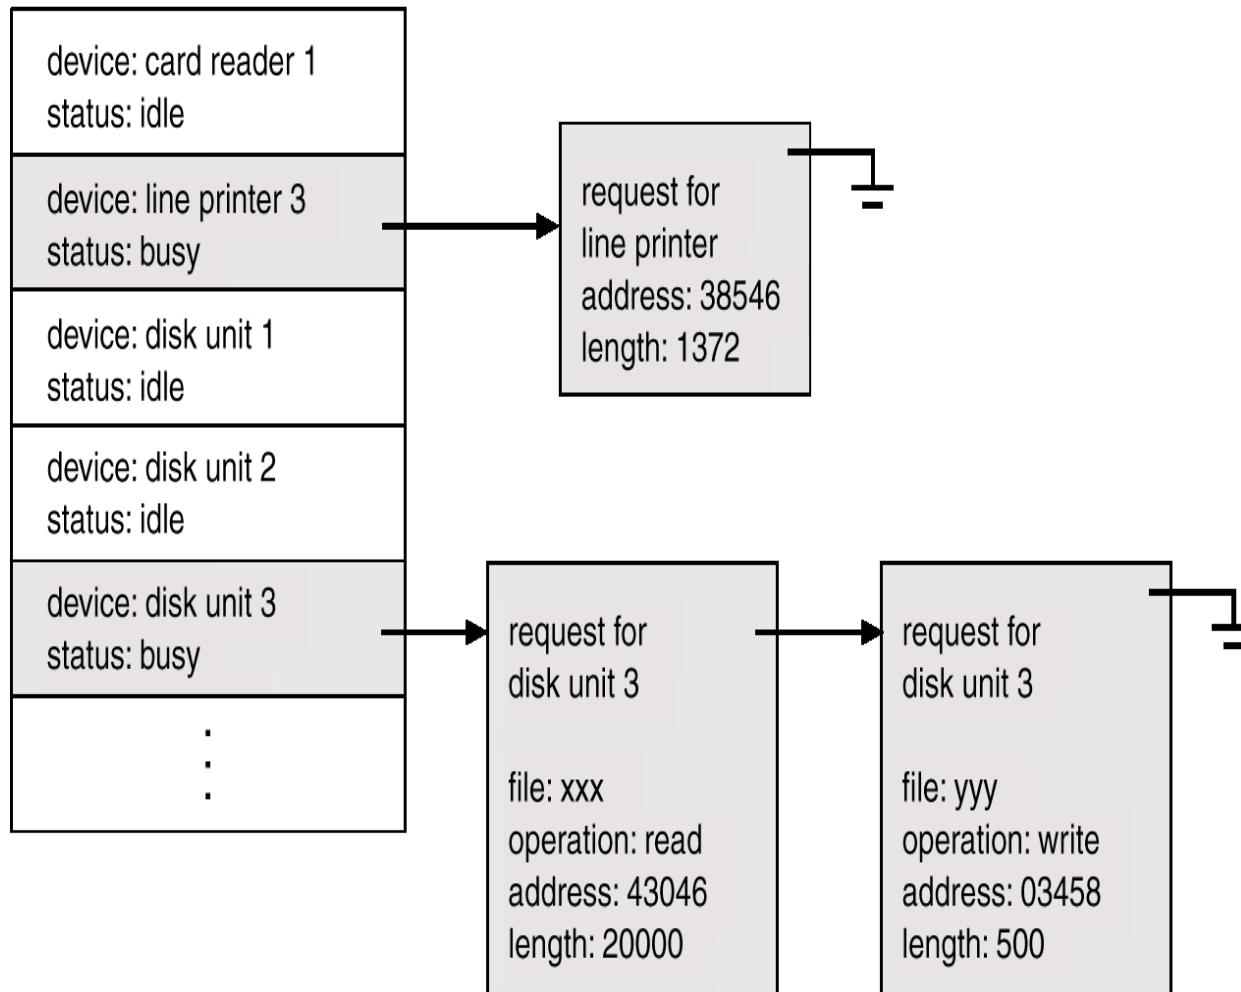 device: card reader 1
status: idle
device: line printer 3
status: busy
device: disk unit 1
status: idle
device: disk unit 2
status: idle
device: disk unit 3
status: busy
request for
line printer
address: 38546
length: 1372
request for
disk unit 3
file: xxx
operation: read
address: 43046
length: 20000
request for
disk unit 3
file: yyy
operation: write
address: 03458
length: 500